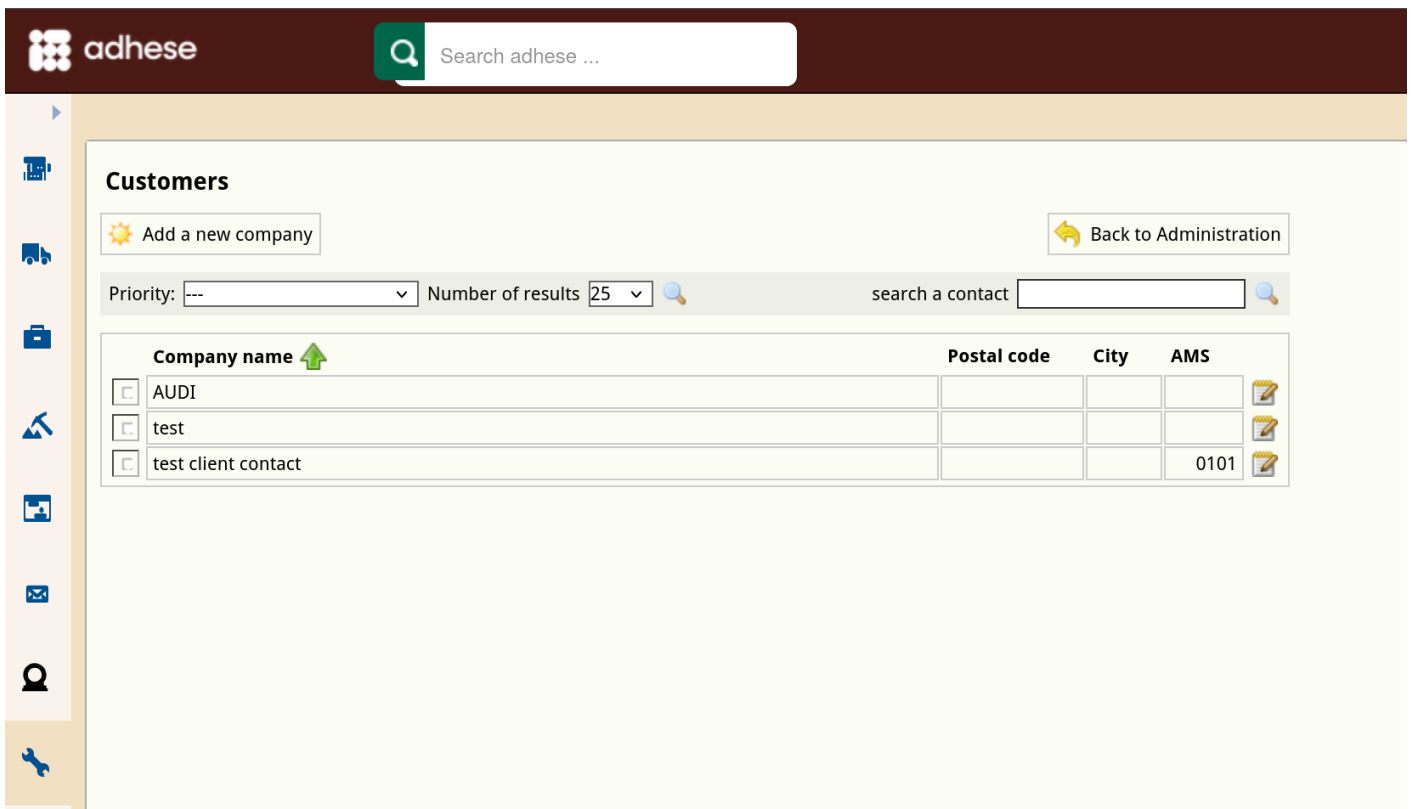 adhese
Search adhese ...
Customers
Add a new company
Back to Administration
Priority: --- Number of results 25 search a contact
Company name Postal code City AMS
AUDI
test
test client contact 0101